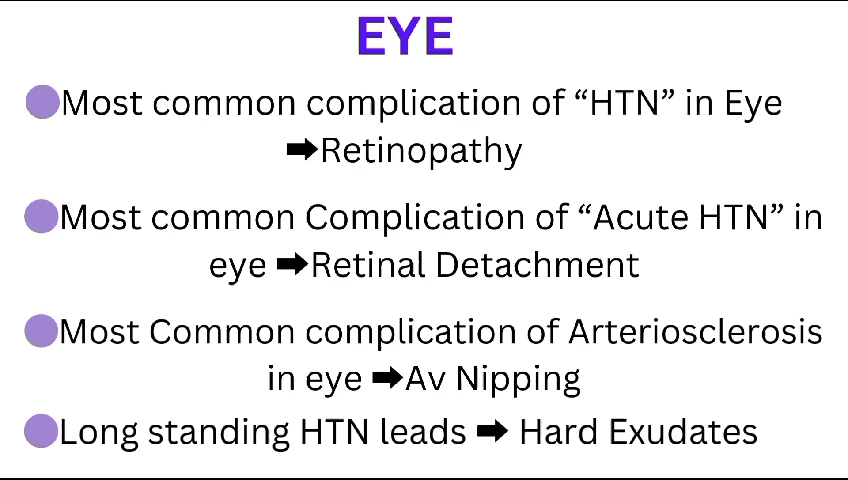 EYE
Most common complication of “HTN” in Eye
➡Retinopathy
Most common Complication of “Acute HTN” in
eye ➡Retinal Detachment
Most Common complication of Arteriosclerosis
in eye ➡Av Nipping
Long standing HTN leads ➡ Hard Exudates